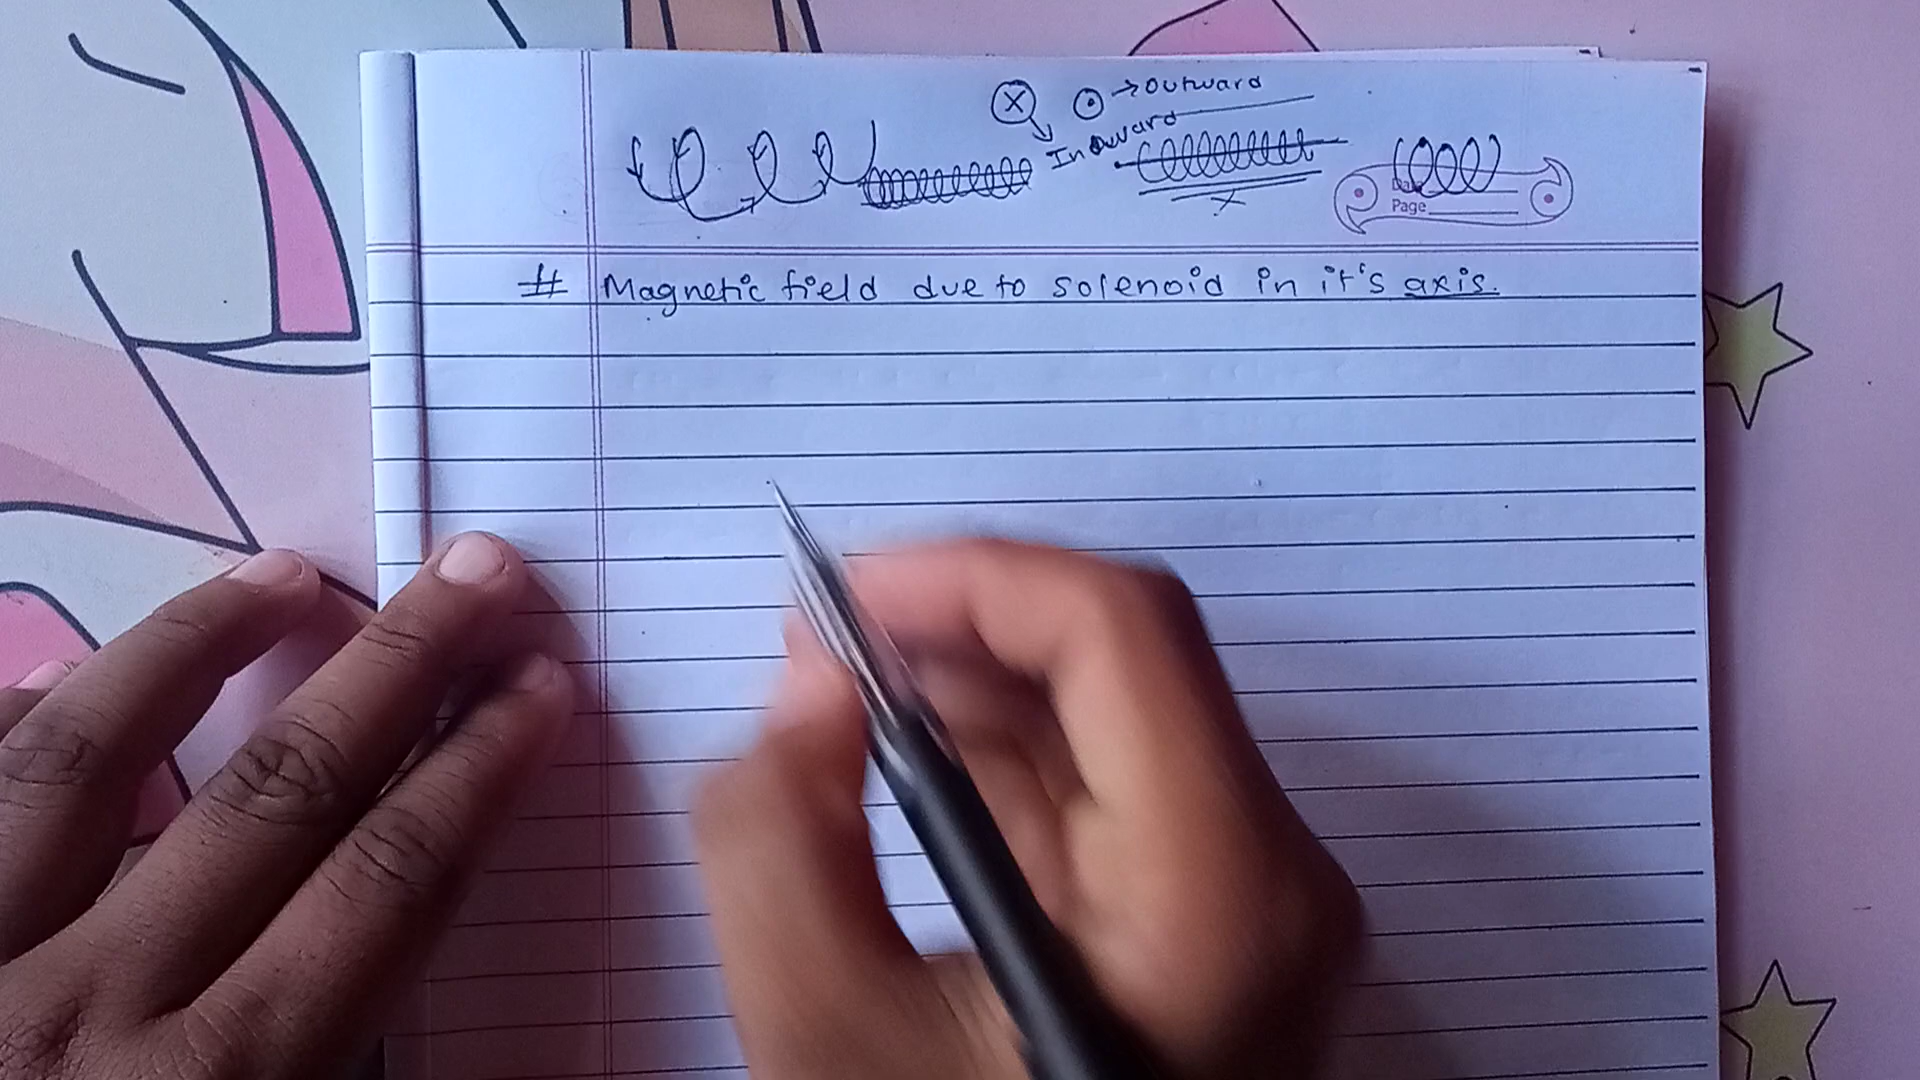 → Outward
Inward
Date
Page
# Magnetic field due to solenoid in it's axis.